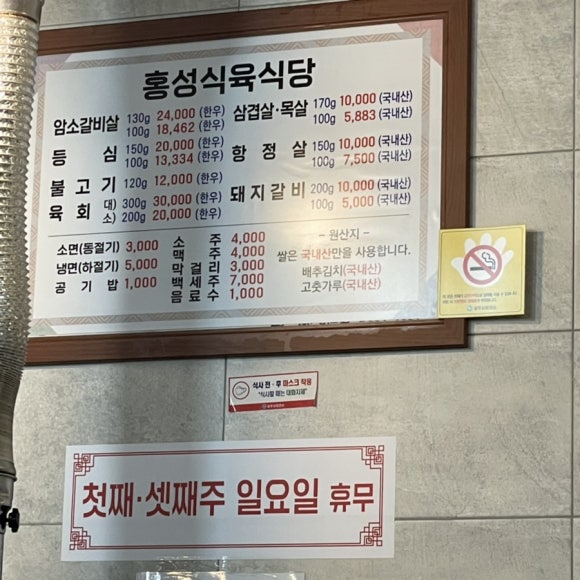 홍성식육식당
암소갈비살 130g 24,000 (한우)
100g 18,462 (한우)
등심 150g 20,000 (한우)
100g 13,334 (한우)
불고기 120g 12,000 (한우)
육회 대) 300g 30,000 (한우)
소) 200g 20,000 (한우)
삼겹살·목살 170g 10,000 (국내산)
100g 5,883 (국내산)
항정살 150g 10,000 (국내산)
100g 7,500 (국내산)
돼지갈비 200g 10,000 (국내산)
100g 5,000 (국내산)
소면(동절기) 3,000
냉면(하절기) 5,000
공기밥 1,000
소주 4,000
맥주 4,000
막걸리 3,000
백세주 7,000
음료수 1,000
- 원산지 -
쌀은 국내산만을 사용합니다.
배추김치(국내산)
고춧가루(국내산)
식사 전·후 마스크 착용
"식사할 때는 대화자제"
첫째·셋째주 일요일 휴무